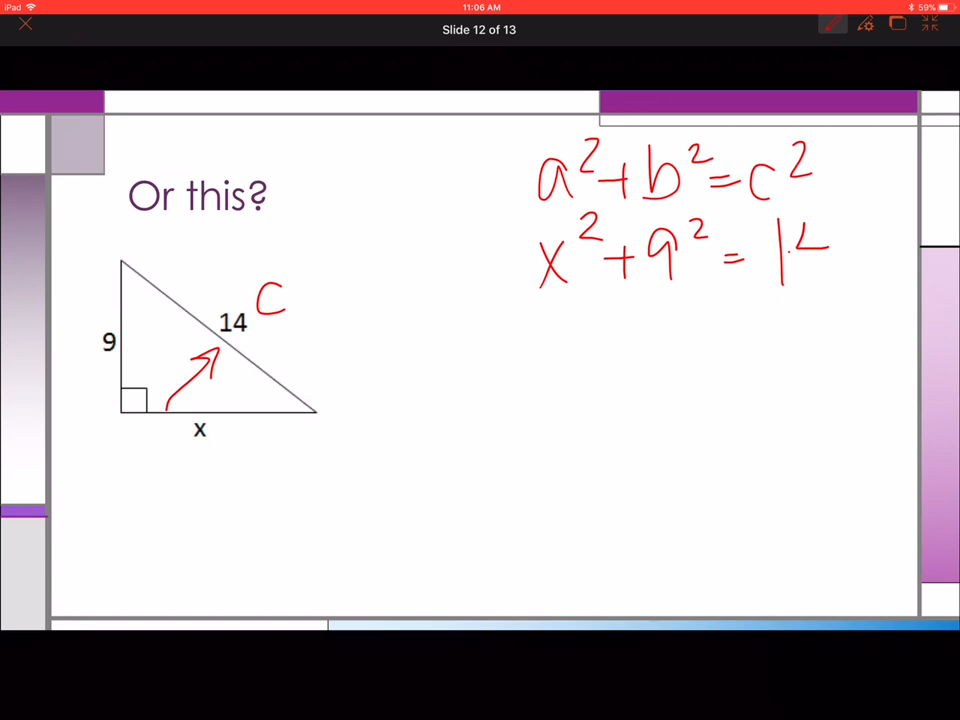 iPad 11:06 AM 59%
Slide 12 of 13
Or this?
a²+b²=c²
x²+9²=1
C
14
9
x